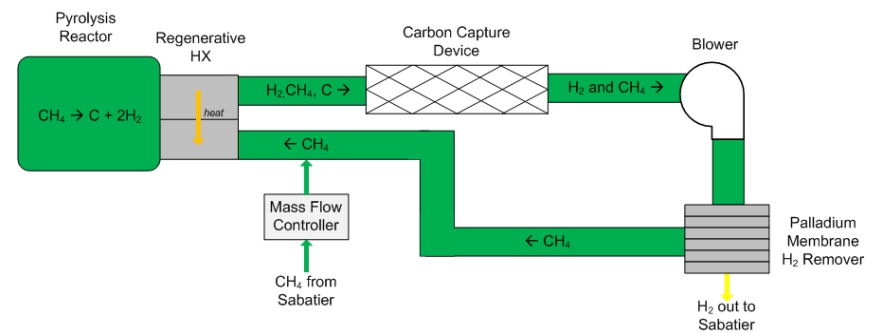 Pyrolysis
Reactor
Regenerative
HX
Carbon Capture
Device
Blower
CH₄ → C + 2H₂
heat
H₂,CH₄, C →
H₂ and CH₄ →
← CH₄
Mass Flow
Controller
CH₄ from
Sabatier
← CH₄
Palladium
Membrane
H₂ Remover
H₂ out to
Sabatier